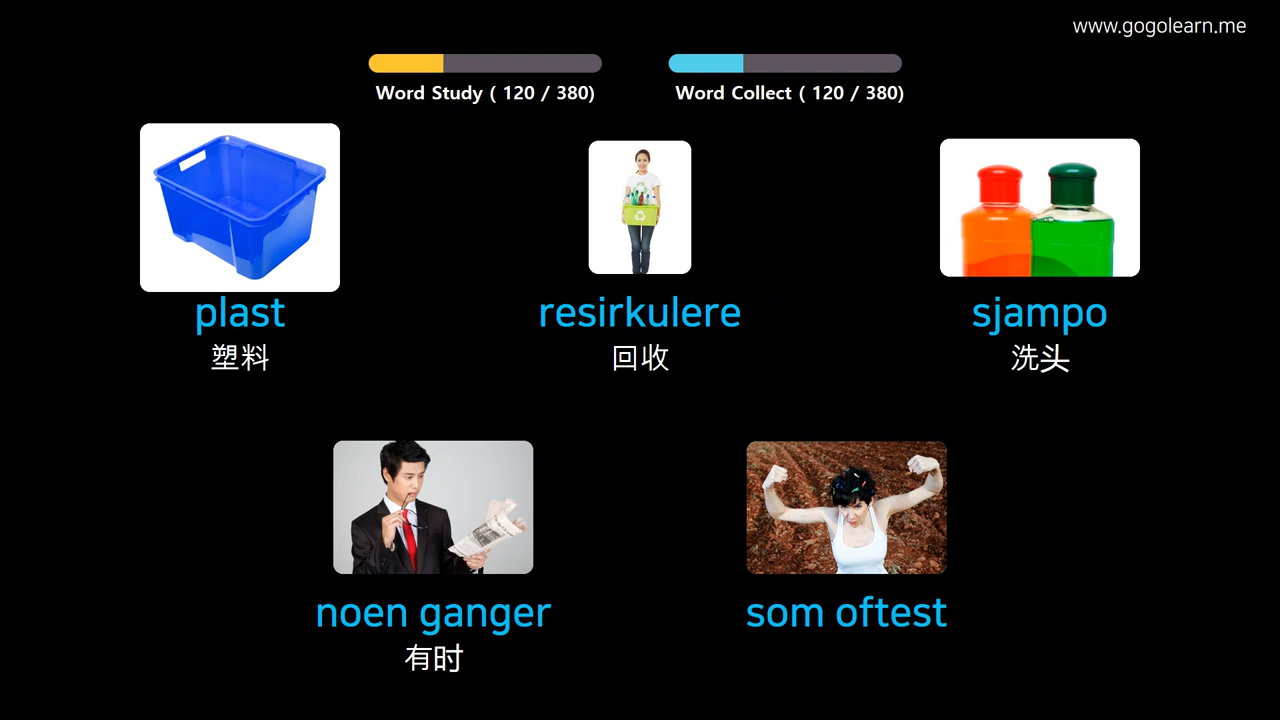 www.gogolearn.me
Word Study ( 120 / 380)
Word Collect ( 120 / 380)
plast
塑料
resirkulere
回收
sjampo
洗头
noen ganger
有时
som oftest